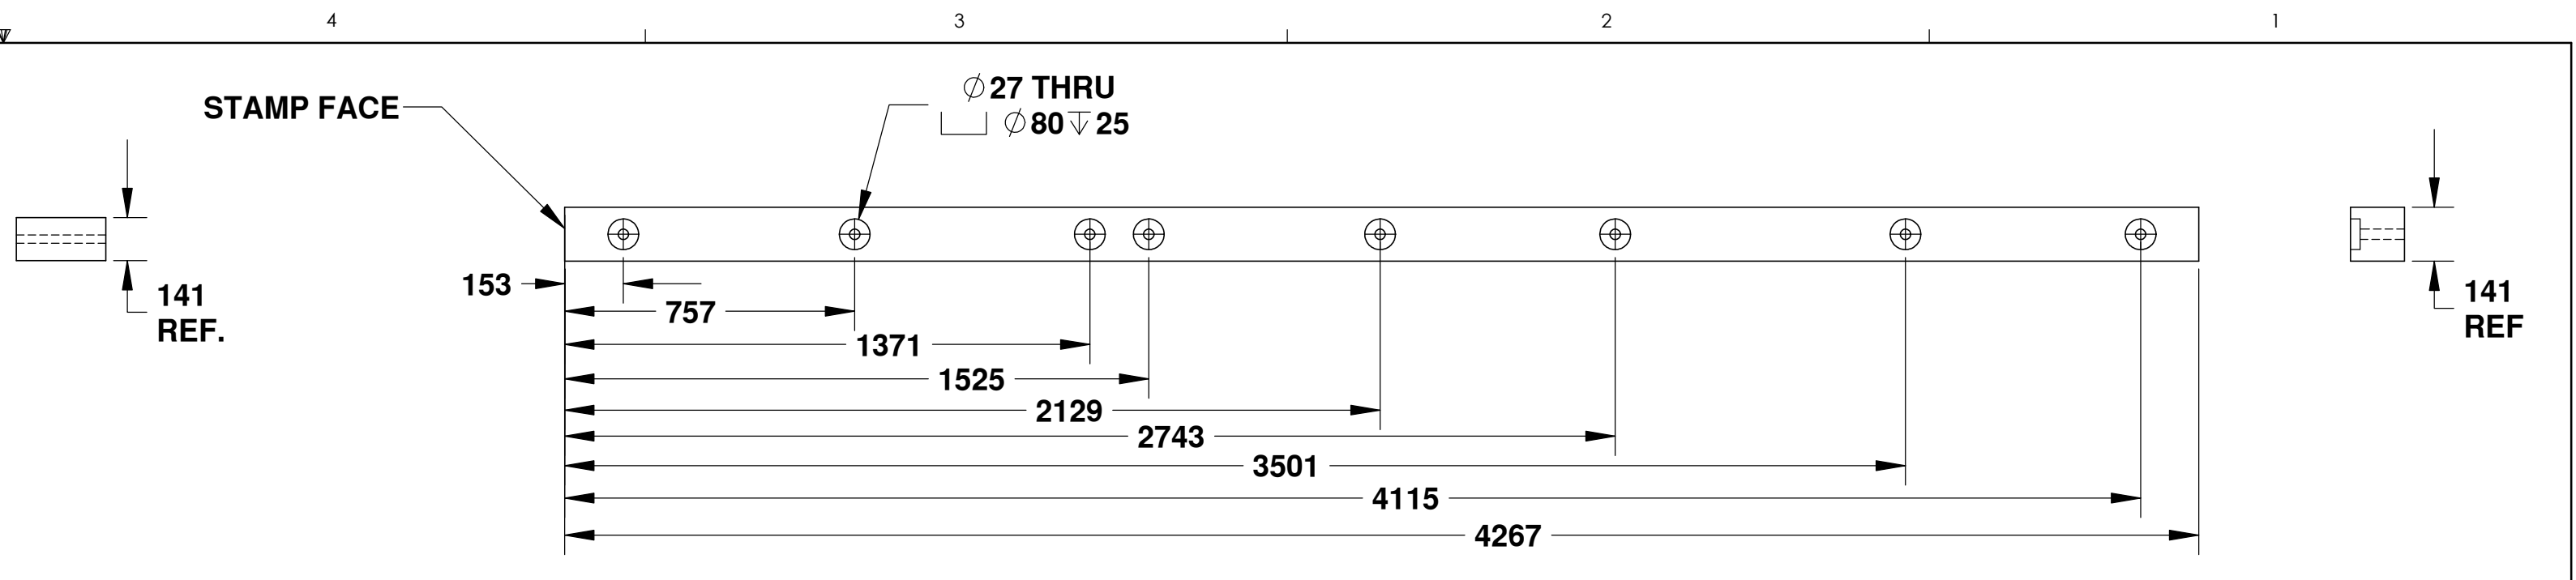 4 3 2 1
STAMP FACE
⌀27 THRU
⌴ ⌀80↧25
141
REF.
153
757
1371
1525
2129
2743
3501
4115
4267
141
REF